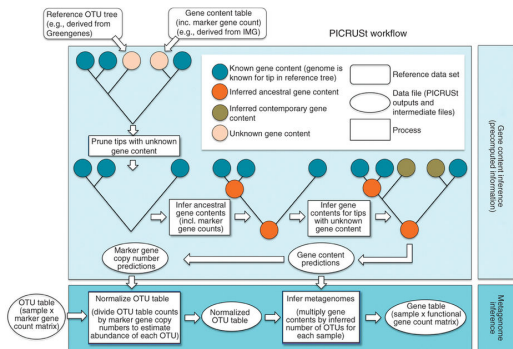 Reference OTU tree
(e.g., derived from
Greengenes)
Gene content table
(inc. marker gene count)
(e.g., derived from IMG)
PICRUSt workflow
Known gene content (genome is
known for tip in reference tree)
Inferred ancestral gene content
Inferred contemporary gene
content
Unknown gene content
Reference data set
Data file (PICRUSt
outputs and
intermediate files)
Process
Prune tips with unknown
gene content
Infer ancestral
gene contents
(incl. marker
gene counts)
Infer gene
contents for tips
with unknown
gene content
Marker gene
copy number
predictions
Gene content
predictions
Gene content inference
(precomputed information)
OTU table
(sample x
marker gene
count matrix)
Normalize OTU table
(divide OTU table counts
by marker gene copy
numbers to estimate
abundance of each OTU)
Normalized
OTU table
Infer metagenomes
(multiply gene
contents by inferred
number of OTUs for
each sample)
Gene table
(sample x functional
gene count matrix)
Metagenome
inference